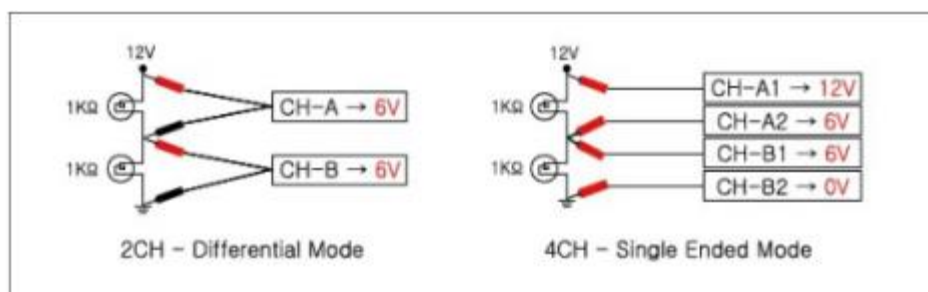 12V
1KΩ
CH-A → 6V
1KΩ
CH-B → 6V
2CH - Differential Mode
12V
1KΩ
CH-A1 → 12V
CH-A2 → 6V
CH-B1 → 6V
1KΩ
CH-B2 → 0V
4CH - Single Ended Mode